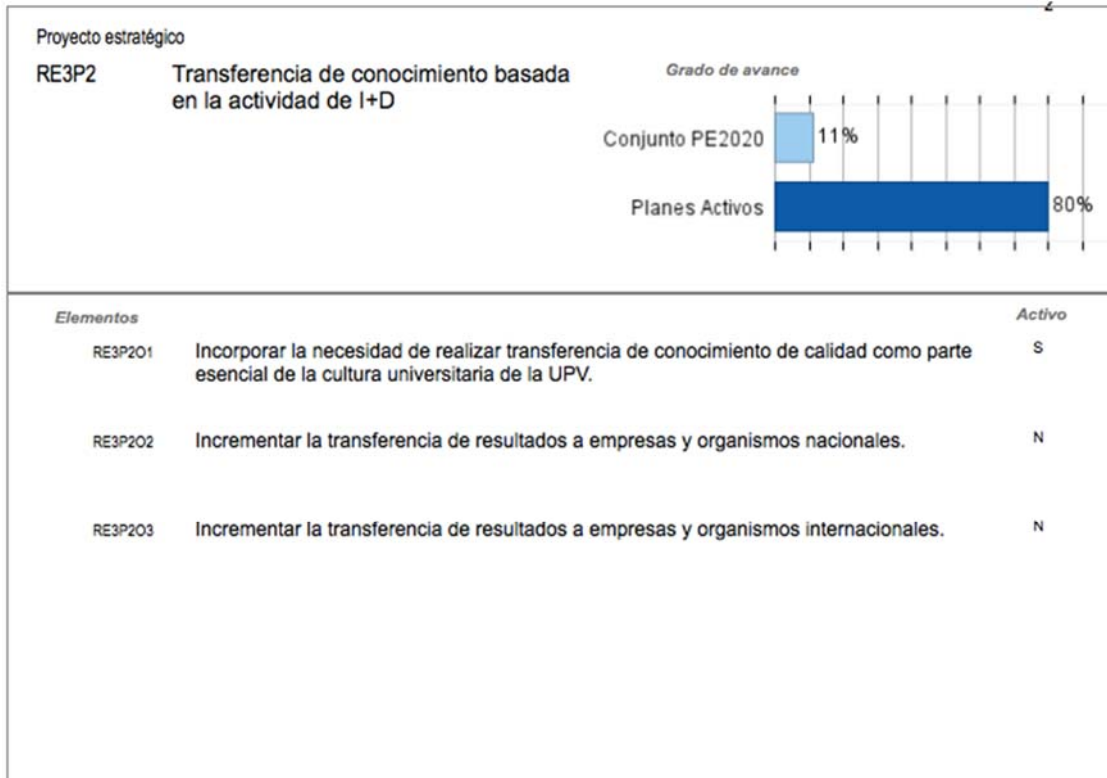 Proyecto estratégico
RE3P2 Transferencia de conocimiento basada
en la actividad de I+D
Grado de avance
Conjunto PE2020 11%
Planes Activos 80%
Elementos Activo
RE3P2O1 Incorporar la necesidad de realizar transferencia de conocimiento de calidad como parte S
esencial de la cultura universitaria de la UPV.
RE3P2O2 Incrementar la transferencia de resultados a empresas y organismos nacionales. N
RE3P2O3 Incrementar la transferencia de resultados a empresas y organismos internacionales. N